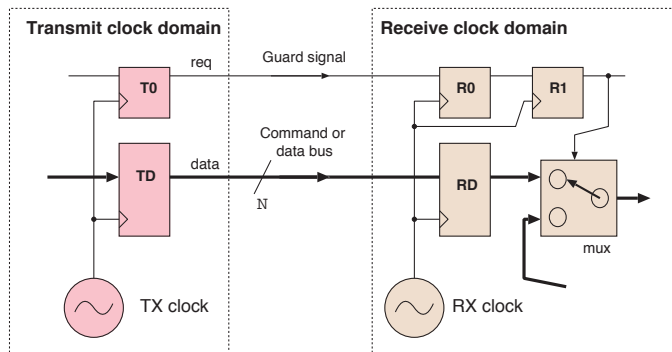 Transmit clock domain
Receive clock domain
req
Guard signal
T0
R0
R1
Command or
data bus
data
TD
N
RD
mux
TX clock
RX clock